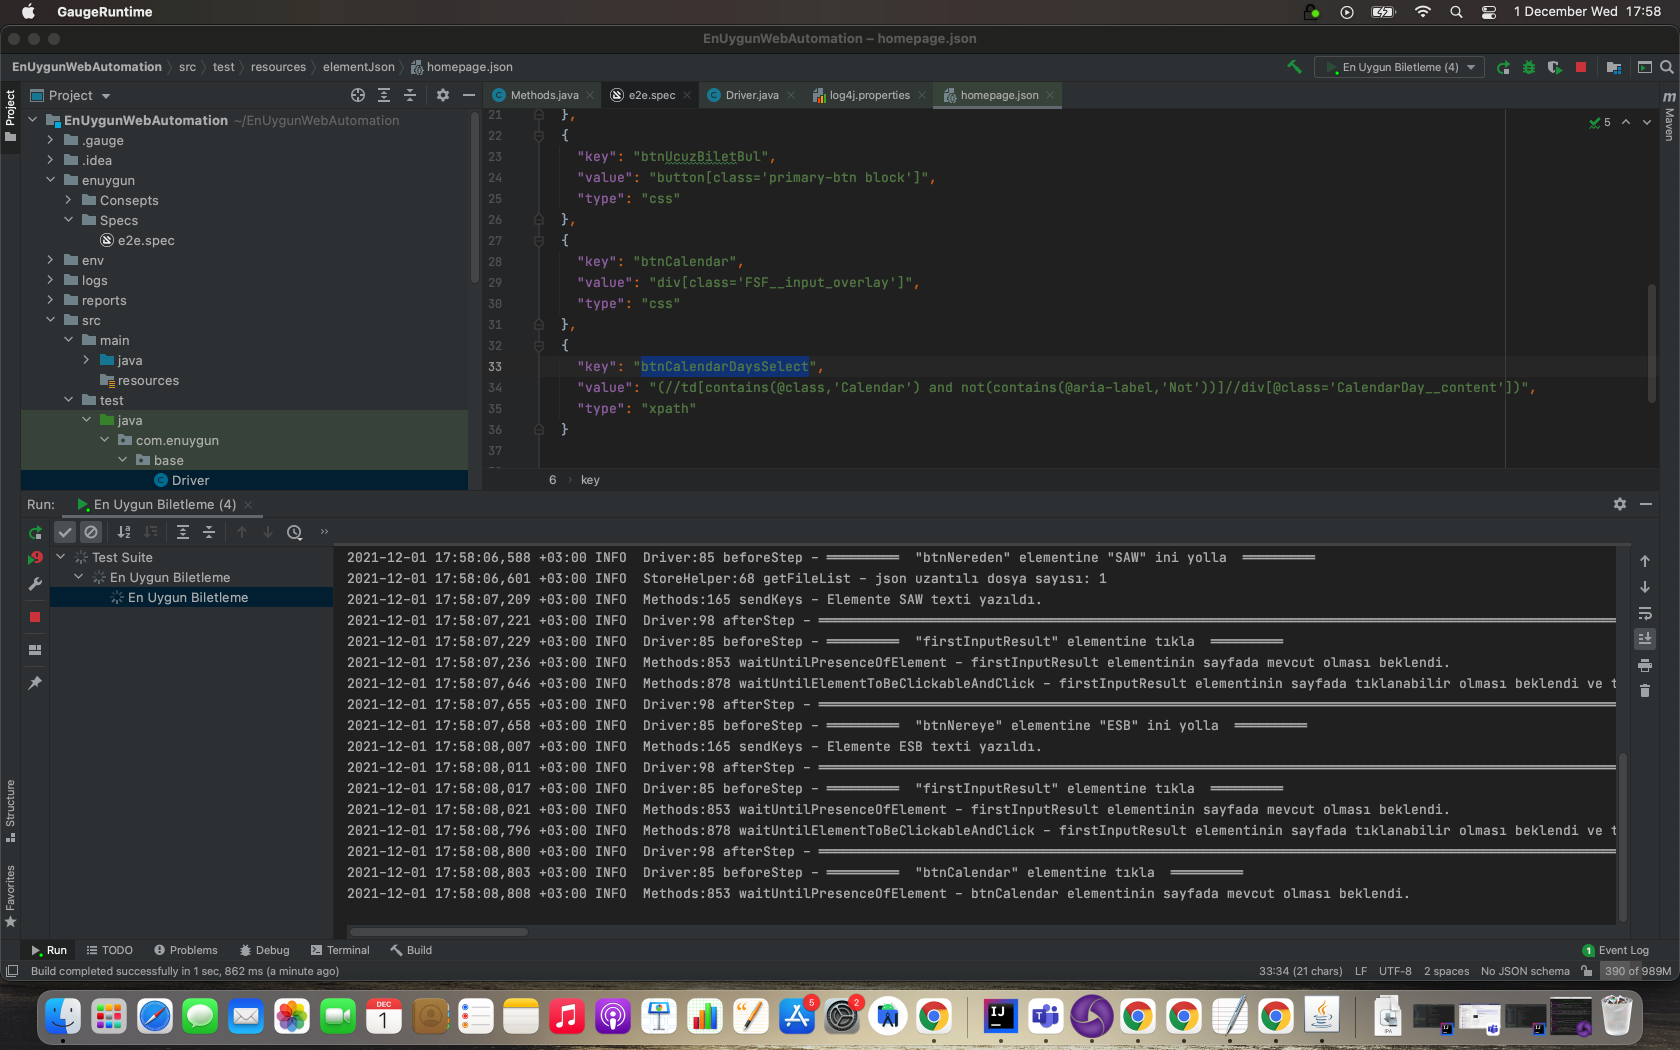 GaugeRuntime
1 December Wed 17:58
EnUygunWebAutomation – homepage.json
EnUygunWebAutomation src test resources elementJson homepage.json
En Uygun Biletleme (4)
Project
Methods.java e2e.spec Driver.java log4j.properties homepage.json
Project
Maven
EnUygunWebAutomation ~/EnUygunWebAutomation
.gauge
.idea
enuygun
Consepts
Specs
e2e.spec
env
logs
reports
src
main
java
resources
test
java
com.enuygun
base
Driver
5
21 },
22 {
23 "key": "btnUcuzBiletBul",
24 "value": "button[class='primary-btn block']",
25 "type": "css"
26 },
27 {
28 "key": "btnCalendar",
29 "value": "div[class='FSF__input_overlay']",
30 "type": "css"
31 },
32 {
33 "key": "btnCalendarDaysSelect",
34 "value": "(//td[contains(@class,'Calendar') and not(contains(@aria-label,'Not'))]//div[@class='CalendarDay__content'])",
35 "type": "xpath"
36 }
37
6 key
Run: En Uygun Biletleme (4)
Test Suite
En Uygun Biletleme
En Uygun Biletleme
2021-12-01 17:58:06,588 +03:00 INFO Driver:85 beforeStep - ═════════ "btnNereden" elementine "SAW" ini yolla ═════════
2021-12-01 17:58:06,601 +03:00 INFO StoreHelper:68 getFileList - json uzantılı dosya sayısı: 1
2021-12-01 17:58:07,209 +03:00 INFO Methods:165 sendKeys - Elemente SAW texti yazıldı.
2021-12-01 17:58:07,221 +03:00 INFO Driver:98 afterStep - ═════════
2021-12-01 17:58:07,229 +03:00 INFO Driver:85 beforeStep - ═════════ "firstInputResult" elementine tıkla ═════════
2021-12-01 17:58:07,236 +03:00 INFO Methods:853 waitUntilPresenceOfElement - firstInputResult elementinin sayfada mevcut olması beklendi.
2021-12-01 17:58:07,646 +03:00 INFO Methods:878 waitUntilElementToBeClickableAndClick - firstInputResult elementinin sayfada tıklanabilir olması beklendi ve t
2021-12-01 17:58:07,655 +03:00 INFO Driver:98 afterStep - ═════════
2021-12-01 17:58:07,658 +03:00 INFO Driver:85 beforeStep - ═════════ "btnNereye" elementine "ESB" ini yolla ═════════
2021-12-01 17:58:08,007 +03:00 INFO Methods:165 sendKeys - Elemente ESB texti yazıldı.
2021-12-01 17:58:08,011 +03:00 INFO Driver:98 afterStep - ═════════
2021-12-01 17:58:08,017 +03:00 INFO Driver:85 beforeStep - ═════════ "firstInputResult" elementine tıkla ═════════
2021-12-01 17:58:08,021 +03:00 INFO Methods:853 waitUntilPresenceOfElement - firstInputResult elementinin sayfada mevcut olması beklendi.
2021-12-01 17:58:08,796 +03:00 INFO Methods:878 waitUntilElementToBeClickableAndClick - firstInputResult elementinin sayfada tıklanabilir olması beklendi ve t
2021-12-01 17:58:08,800 +03:00 INFO Driver:98 afterStep - ═════════
2021-12-01 17:58:08,803 +03:00 INFO Driver:85 beforeStep - ═════════ "btnCalendar" elementine tıkla ═════════
2021-12-01 17:58:08,808 +03:00 INFO Methods:853 waitUntilPresenceOfElement - btnCalendar elementinin sayfada mevcut olması beklendi.
Structure
Favorites
Run TODO Problems Debug Terminal Build
1 Event Log
Build completed successfully in 1 sec, 862 ms (a minute ago)
33:34 (21 chars) LF UTF-8 2 spaces No JSON schema 390 of 989M
DEC
1
5
2
IJ
IPA